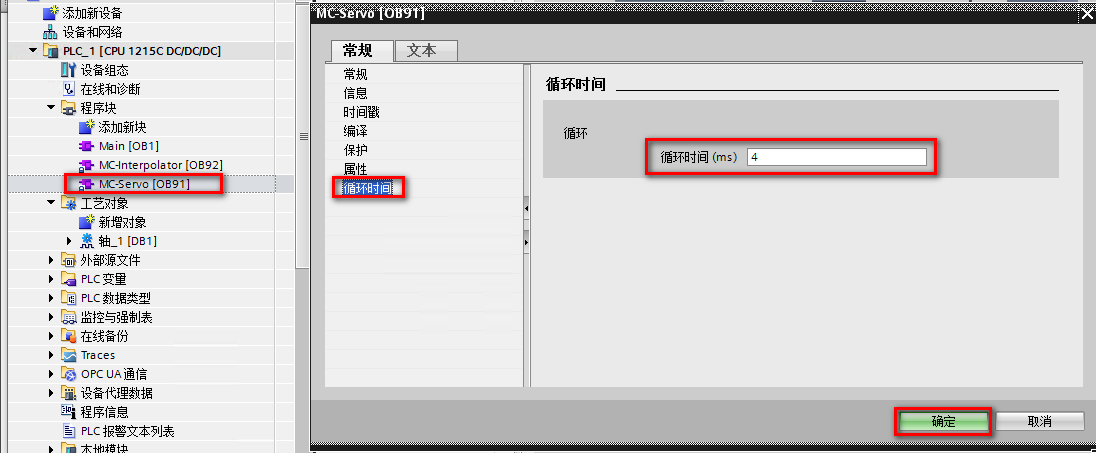 添加新设备
设备和网络
PLC_1 [CPU 1215C DC/DC/DC]
设备组态
在线和诊断
程序块
添加新块
Main [OB1]
MC-Interpolator [OB92]
MC-Servo [OB91]
工艺对象
新增对象
轴_1 [DB1]
外部源文件
PLC 变量
PLC 数据类型
监控与强制表
在线备份
Traces
OPC UA 通信
设备代理数据
程序信息
PLC 报警文本列表
本地模块
MC-Servo [OB91]
常规
文本
常规
信息
时间戳
编译
保护
属性
循环时间
循环时间
循环
循环时间 (ms)
4
确定
取消